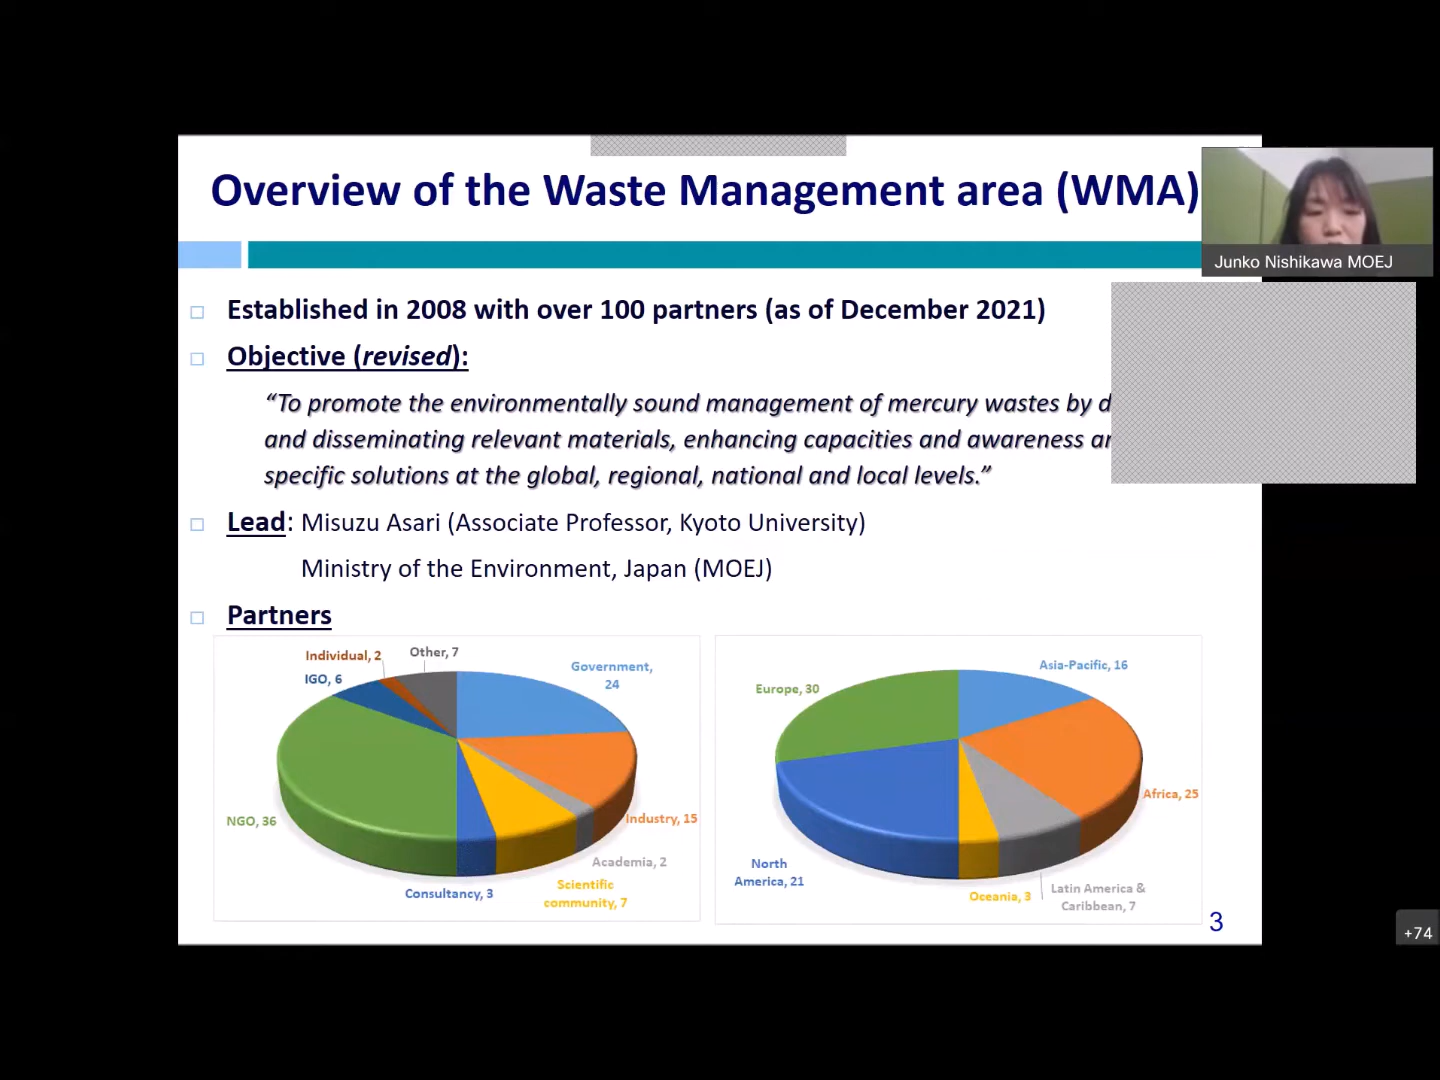 Overview of the Waste Management area (WMA)
Junko Nishikawa MOEJ
Established in 2008 with over 100 partners (as of December 2021)
Objective (revised):
“To promote the environmentally sound management of mercury wastes by
and disseminating relevant materials, enhancing capacities and awareness
specific solutions at the global, regional, national and local levels.”
Lead: Misuzu Asari (Associate Professor, Kyoto University)
Ministry of the Environment, Japan (MOEJ)
Partners
Individual, 2
Other, 7
IGO, 6
Government,
24
NGO, 36
Industry, 15
Academia, 2
Consultancy, 3
Scientific
community, 7
Asia-Pacific, 16
Europe, 30
Africa, 25
North
America, 21
Oceania, 3
Latin America &
Caribbean, 7
3
+74